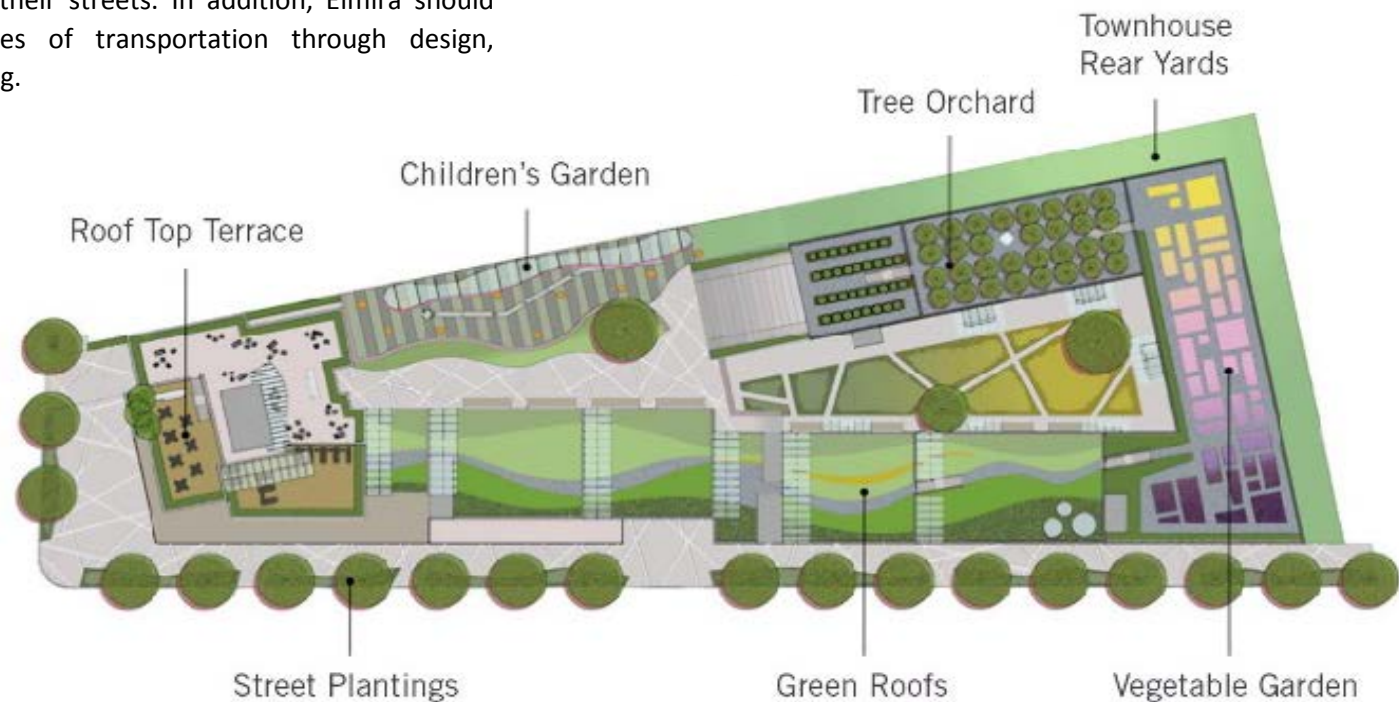 their streets. In addition, Elmira should
es of transportation through design,
g.
Townhouse
Rear Yards
Tree Orchard
Children's Garden
Roof Top Terrace
Street Plantings
Green Roofs
Vegetable Garden